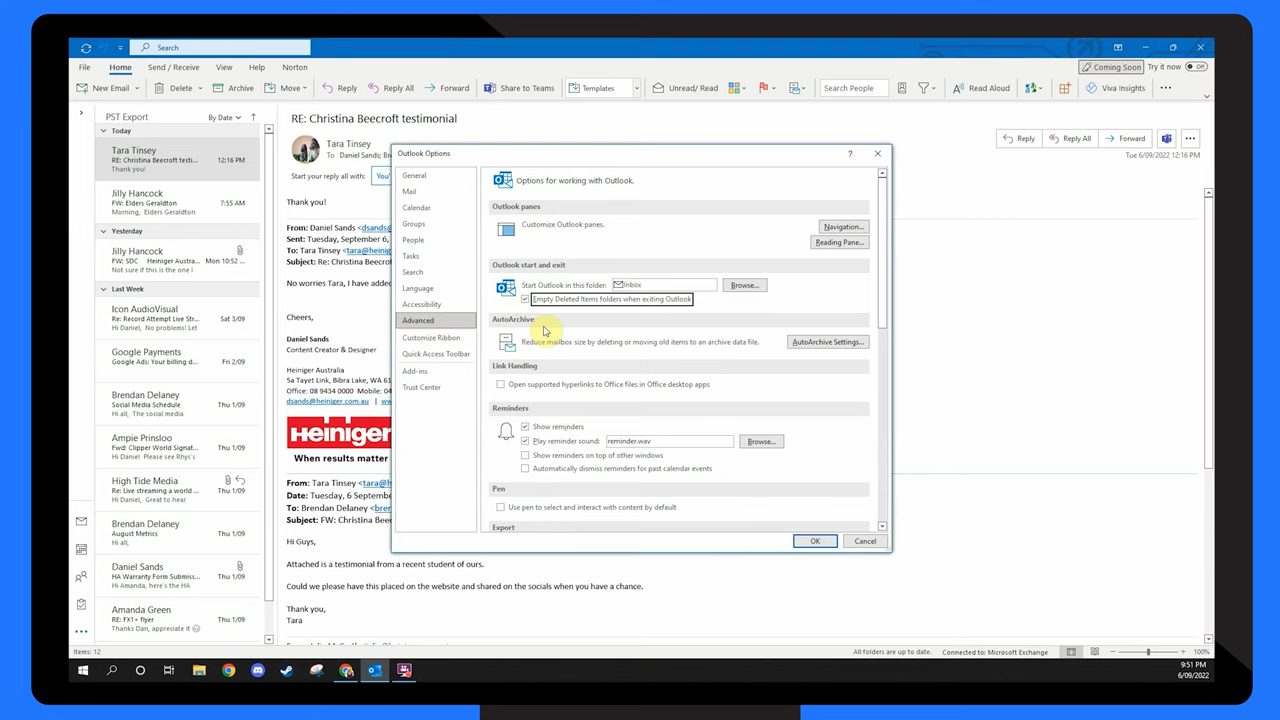 Search
File Home Send / Receive View Help Norton
Coming Soon Try it now Off
New Email Delete Archive Move Reply Reply All Forward Share to Teams Templates Unread/ Read Search People Read Aloud Viva Insights
PST Export By Date
Today
Tara Tinsey
RE: Christina Beecroft testi... 12:16 PM
Thank you!
Jilly Hancock
FW: Elders Geraldton 7:55 AM
Morning, Elders
Yesterday
Jilly Hancock
FW: SDC Heiniger... Mon 10:52 ...
Not sure if this is the one I
Last Week
Icon AudioVisual
Re: Record Attempt Live Str... Sat 3/09
Google Payments
Google Ads: Your billing d... Fri 2/09
Brendan Delaney
Social Media Schedule Thu 1/09
Hi all, The social media
Ampie Prinsloo
Fwd: Clipper World Signat... Thu 1/09
Hi Daniel Please see Rhys's
High Tide Media
Re: Live streaming a world ... Thu 1/09
Hi Daniel, Great to hear
Brendan Delaney
August Metrics Thu 1/09
Hi all,
Daniel Sands
HA Warranty Form Submiss... Thu 1/09
Hi Amanda, here's the HA
Amanda Green
RE: FX1+ flyer Thu 1/09
Thanks Dan, appreciate it
RE: Christina Beecroft testimonial
Tara Tinsey
To Daniel Sands; Br
Reply Reply All Forward
Tue 6/09/2022 12:16 PM
Start your reply all with: You'
Thank you!
From: Daniel Sands <ds
Sent: Tuesday, September 6,
To: Tara Tinsey <tara@hein
Subject: Re: Christina Beecr
No worries Tara, I have adde
Cheers,
Daniel Sands
Content Creator & Designer
Heiniger Australia
5a Tayet Link, Bibra Lake, WA 61
Office: 08 9434 0000 Mobile: 04
dsands@heiniger.com.au | ww
Heiniger
When results matter
From: Tara Tinsey <tara@h
Date: Tuesday, 6 Septembe
To: Brendan Delaney <bre
Subject: FW: Christina Beec
Hi Guys,
Attached is a testimonial from a recent student of ours.
Could we please have this placed on the website and shared on the socials when you have a chance.
Thank you,
Tara
Outlook Options
General
Mail
Calendar
Groups
People
Tasks
Search
Language
Accessibility
Advanced
Customize Ribbon
Quick Access Toolbar
Add-ins
Trust Center
Options for working with Outlook.
Outlook panes
Customize Outlook panes. Navigation...
Reading Pane...
Outlook start and exit
Start Outlook in this folder: Inbox Browse...
Empty Deleted Items folders when exiting Outlook
AutoArchive
Reduce mailbox size by deleting or moving old items to an archive data file. AutoArchive Settings...
Link Handling
Open supported hyperlinks to Office files in Office desktop apps
Reminders
Show reminders
Play reminder sound: reminder.wav Browse...
Show reminders on top of other windows
Automatically dismiss reminders for past calendar events
Pen
Use pen to select and interact with content by default
Export
OK Cancel
Items: 12 All folders are up to date. Connected to: Microsoft Exchange 100%
9:51 PM
6/09/2022